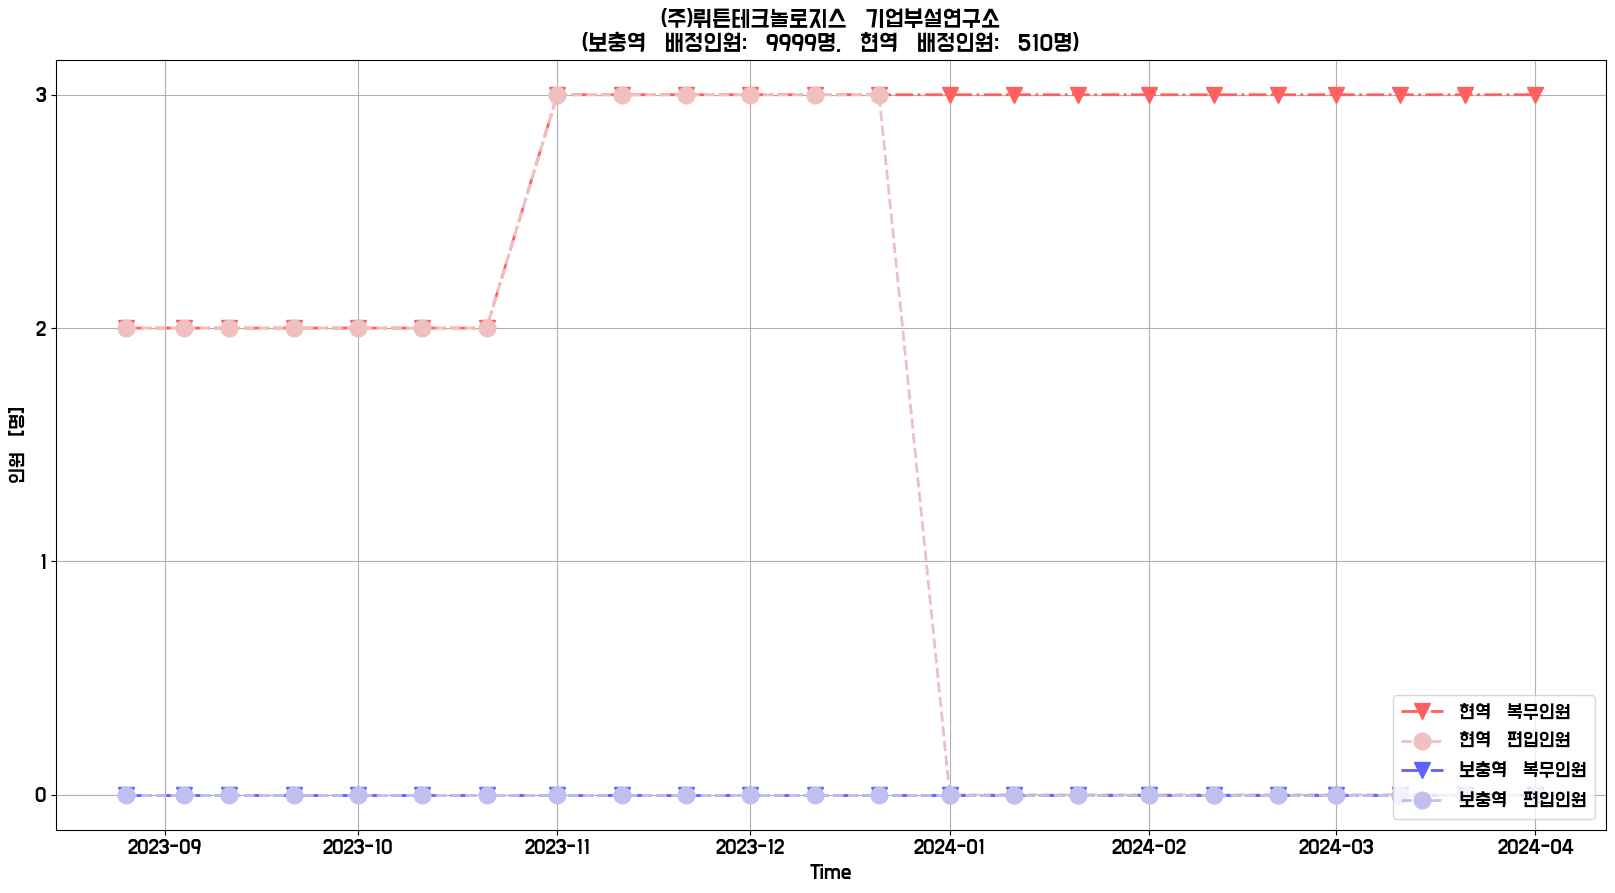 (주)뤼튼테크놀로지스 기업부설연구소
(보충역 배정인원: 9999명, 현역 배정인원: 510명)
3
2
1
0
인원 [명]
2023-09 2023-10 2023-11 2023-12 2024-01 2024-02 2024-03 2024-04
Time
현역 복무인원
현역 편입인원
보충역 복무인원
보충역 편입인원